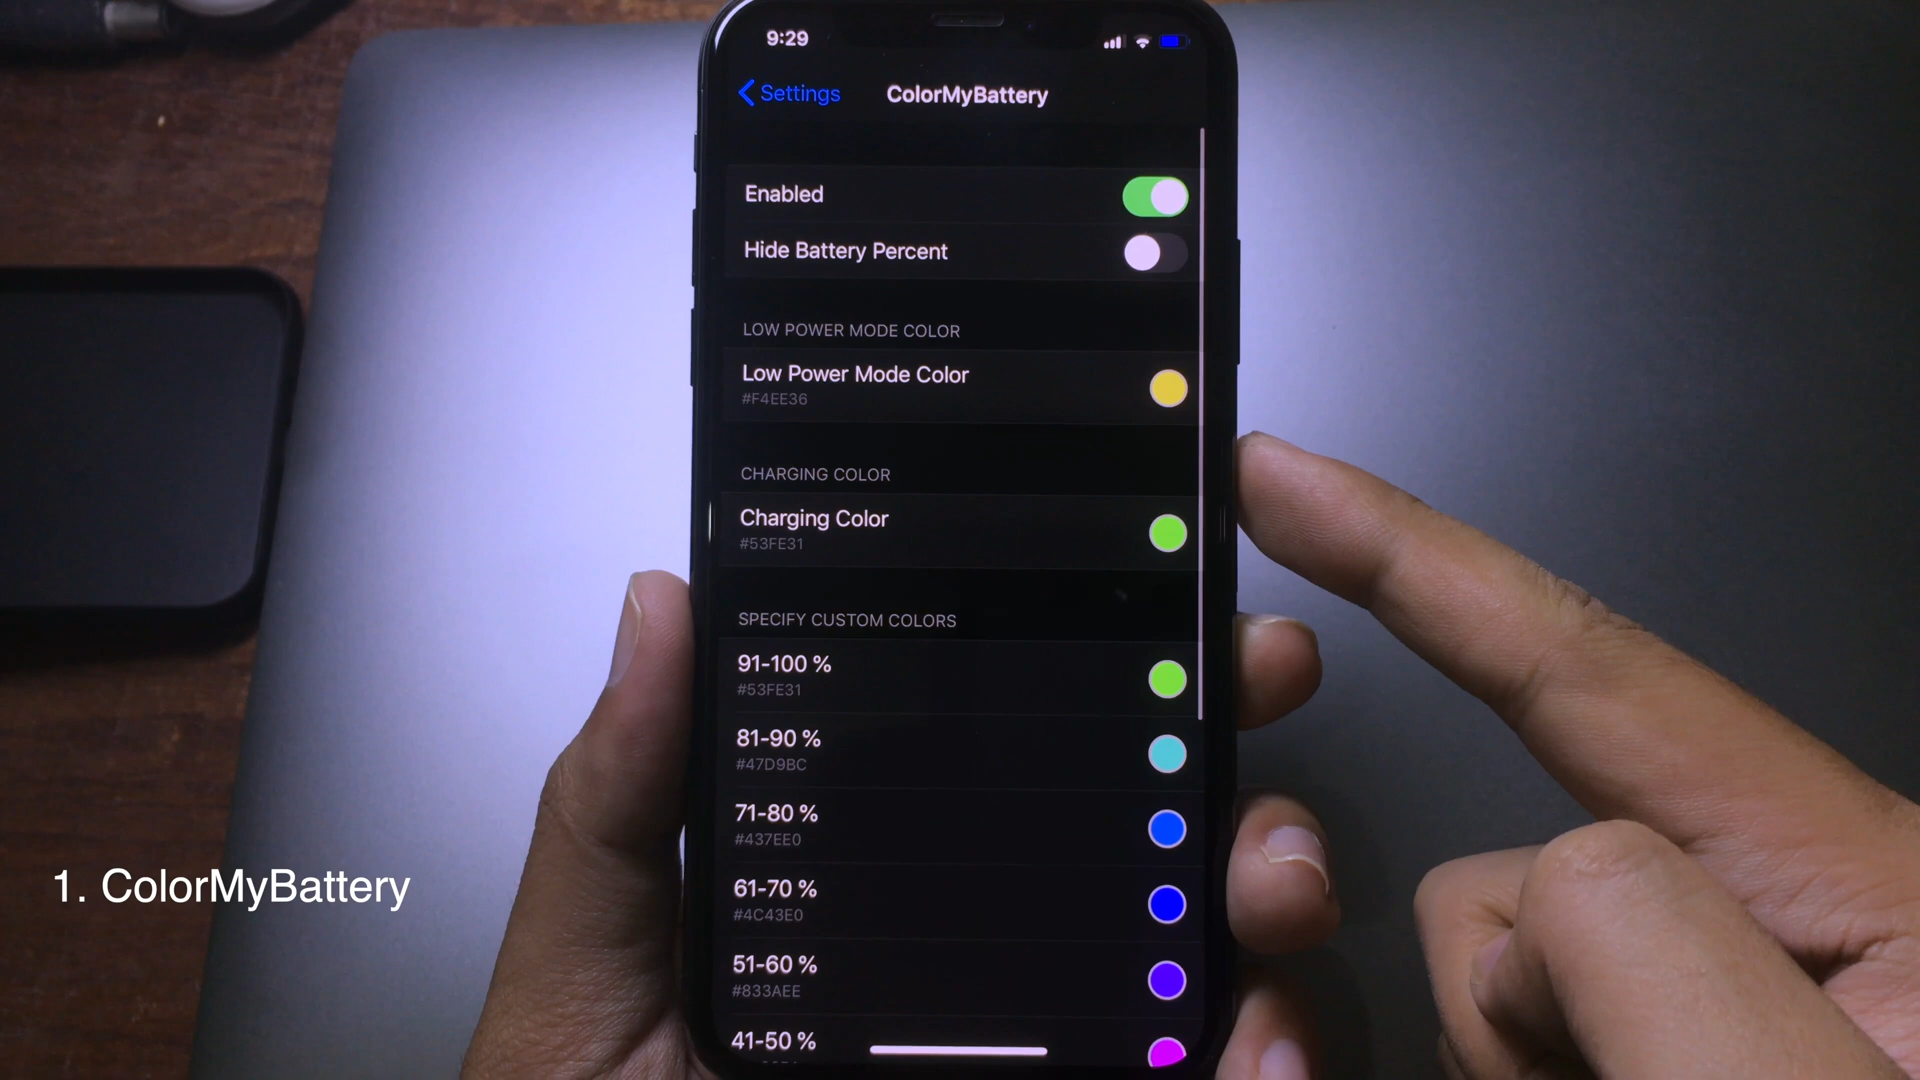 9:29
Settings
ColorMyBattery
Enabled
Hide Battery Percent
LOW POWER MODE COLOR
Low Power Mode Color
#F4EE36
CHARGING COLOR
Charging Color
#53FE31
SPECIFY CUSTOM COLORS
91-100 %
#53FE31
81-90 %
#47D9BC
71-80 %
#437EE0
61-70 %
#4C43E0
51-60 %
#833AEE
41-50 %
1. ColorMyBattery